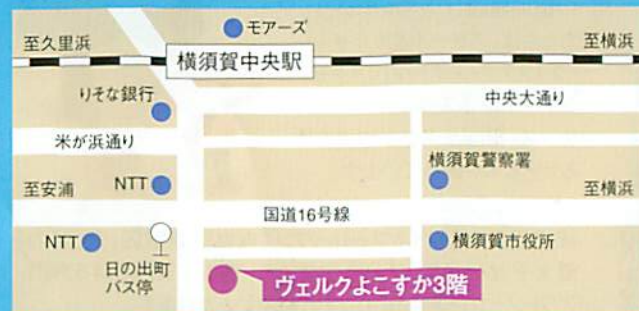 モアーズ
至久里浜
至横浜
横須賀中央駅
りそな銀行
中央大通り
米が浜通り
横須賀警察署
至安浦
NTT
至横浜
国道16号線
NTT
日の出町
バス停
横須賀市役所
ヴェルクよこすか3階